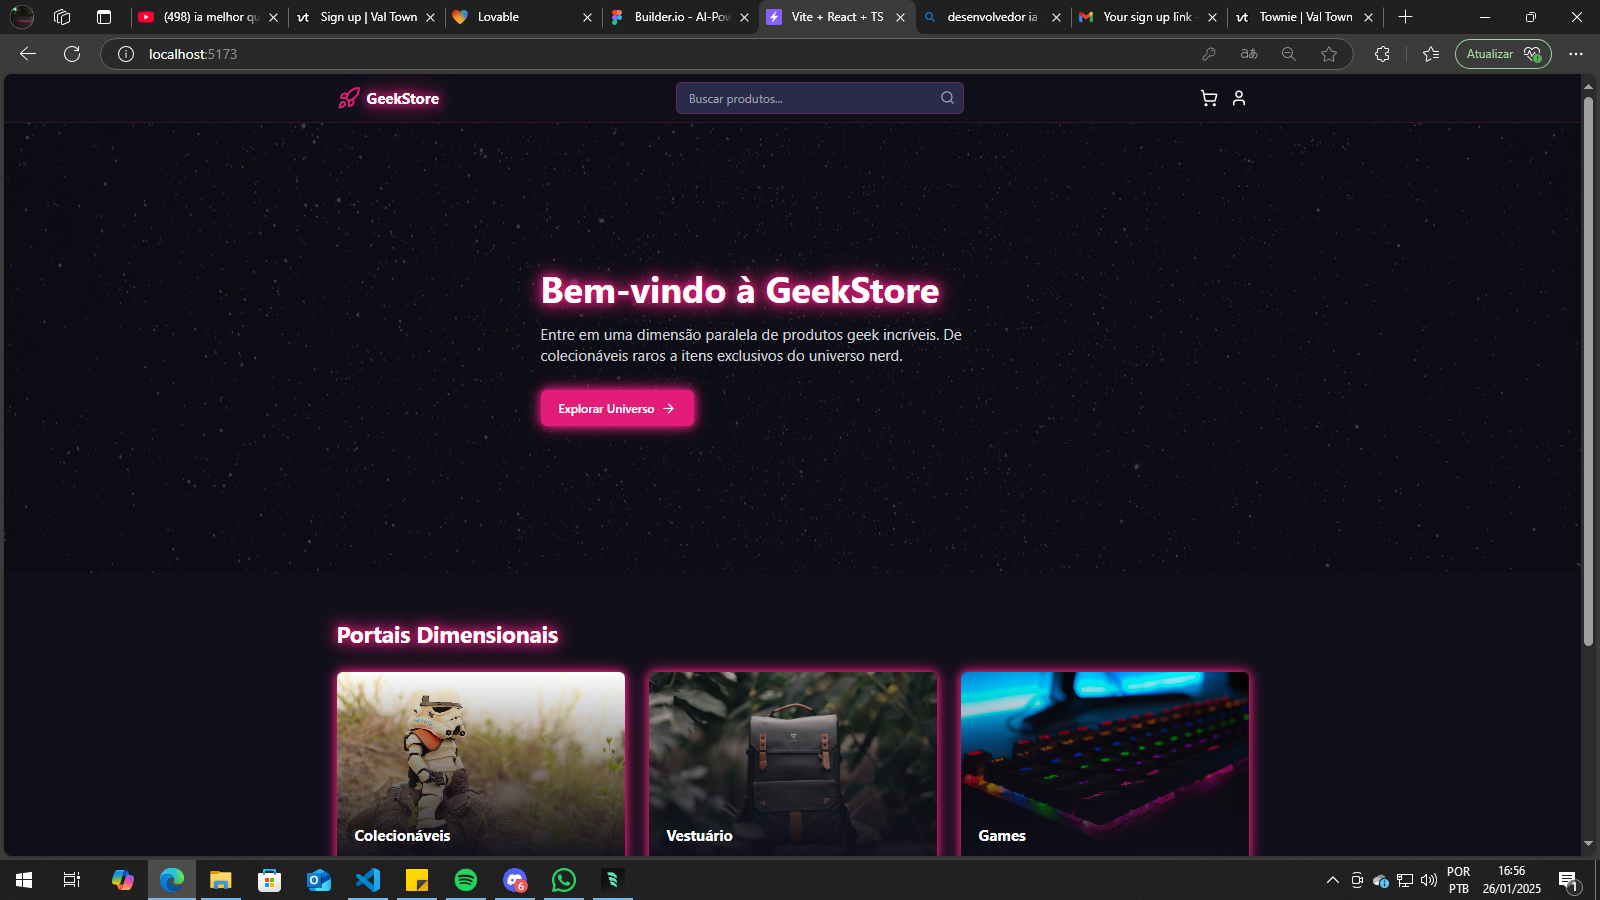 (498) ia melhor qu
Sign up | Val Town
Lovable
Builder.io - AI-Pow
Vite + React + TS
desenvolvedor ia
Your sign up link -
Townie | Val Town
localhost:5173
Atualizar
GeekStore
Buscar produtos...
Bem-vindo à GeekStore
Entre em uma dimensão paralela de produtos geek incríveis. De
colecionáveis raros a itens exclusivos do universo nerd.
Explorar Universo
Portais Dimensionais
Colecionáveis
Vestuário
Games
6
POR
PTB
16:56
26/01/2025
1